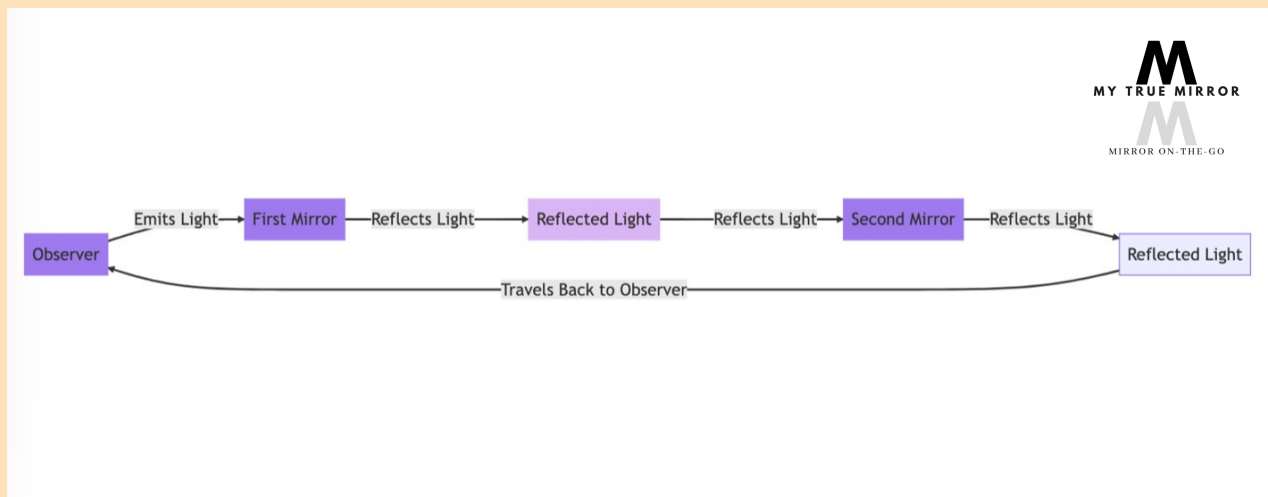 M
MY TRUE MIRROR
M
MIRROR ON-THE-GO
Observer
Emits Light
First Mirror
Reflects Light
Reflected Light
Reflects Light
Second Mirror
Reflects Light
Reflected Light
Travels Back to Observer